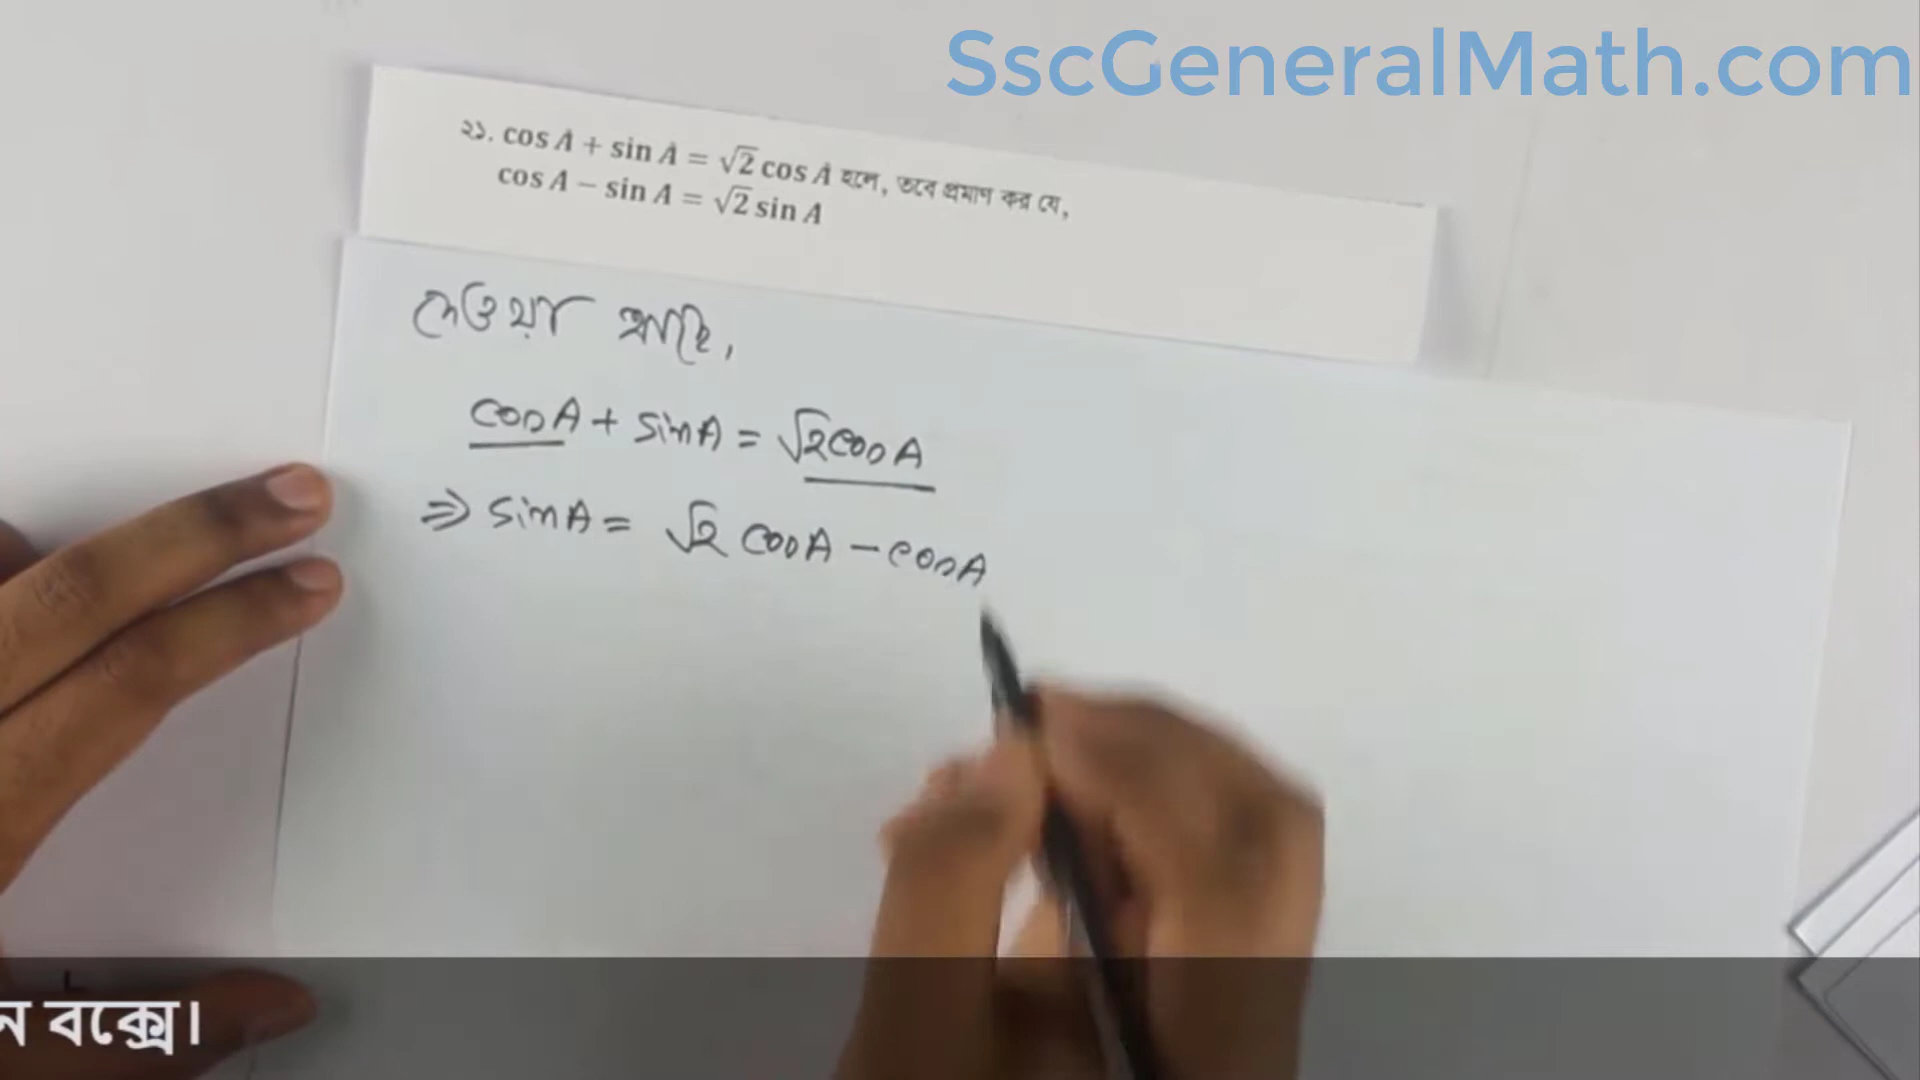 SscGeneralMath.com
২১. cos A + sin A = √2 cos A হলে, তবে প্রমাণ কর যে,
cos A − sin A = √2 sin A
দেওয়া আছে,
cosA + sinA = √2cosA
⇒ sinA = √2 cosA − cosA
ন বক্সে।